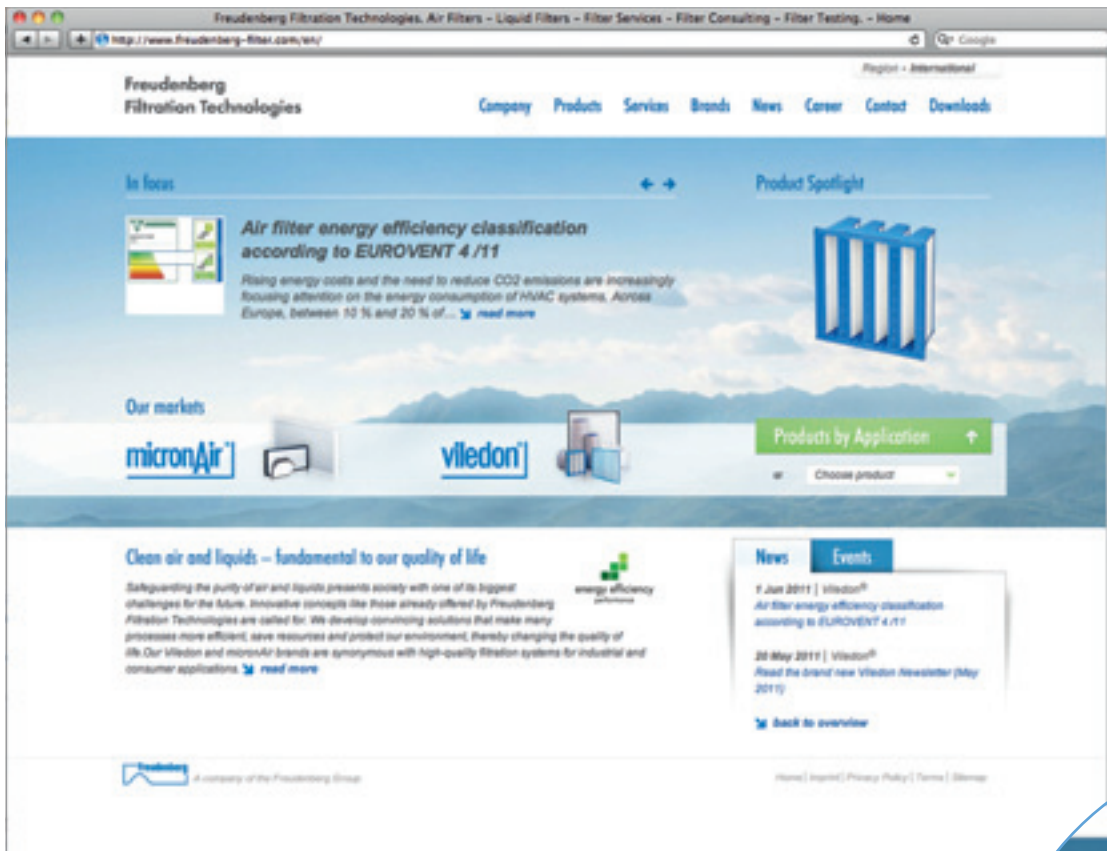 Freudenberg Filtration Technologies. Air Filters – Liquid Filters – Filter Services – Filter Consulting – Filter Testing. – Home
http://www.freudenberg-filter.com/en/
Google
Region - International
Freudenberg
Filtration Technologies
Company Products Services Brands News Career Contact Downloads
In focus
Product Spotlight
Air filter energy efficiency classification
according to EUROVENT 4 /11
Rising energy costs and the need to reduce CO2 emissions are increasingly
focusing attention on the energy consumption of HVAC systems. Across
Europe, between 10 % and 20 % of... read more
Our markets
micronAir
viledon
Products by Application
or Choose product
Clean air and liquids – fundamental to our quality of life
Safeguarding the purity of air and liquids presents society with one of its biggest
challenges for the future. Innovative concepts like those already offered by Freudenberg
Filtration Technologies are called for. We develop convincing solutions that make many
processes more efficient, save resources and protect our environment, thereby changing the quality of
life.Our Viledon and micronAir brands are synonymous with high-quality filtration systems for industrial and
consumer applications. read more
energy efficiency
performance
News Events
1 Jun 2011 | Viledon®
Air filter energy efficiency classification
according to EUROVENT 4 /11
20 May 2011 | Viledon®
Read the brand new Viledon Newsletter (May
2011)
back to overview
Freudenberg
A company of the Freudenberg Group
Home | Imprint | Privacy Policy | Terms | Sitemap